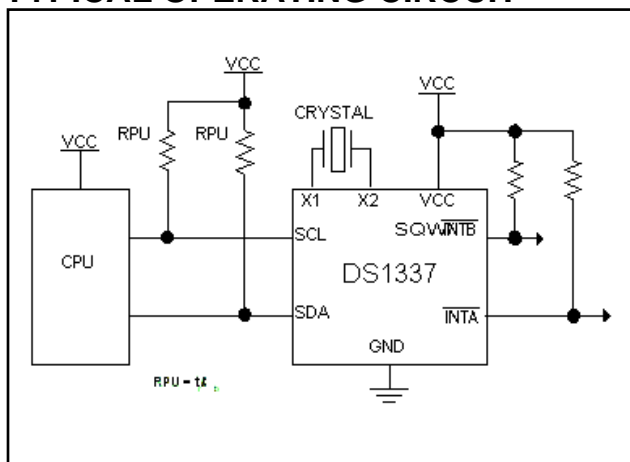 TYPICAL OPERATING CIRCUIT
VCC
VCC
CRYSTAL
RPU
RPU
VCC
X1
X2
VCC
SCL
SQW/INTB
CPU
DS1337
SDA
INTA
GND
RPU =